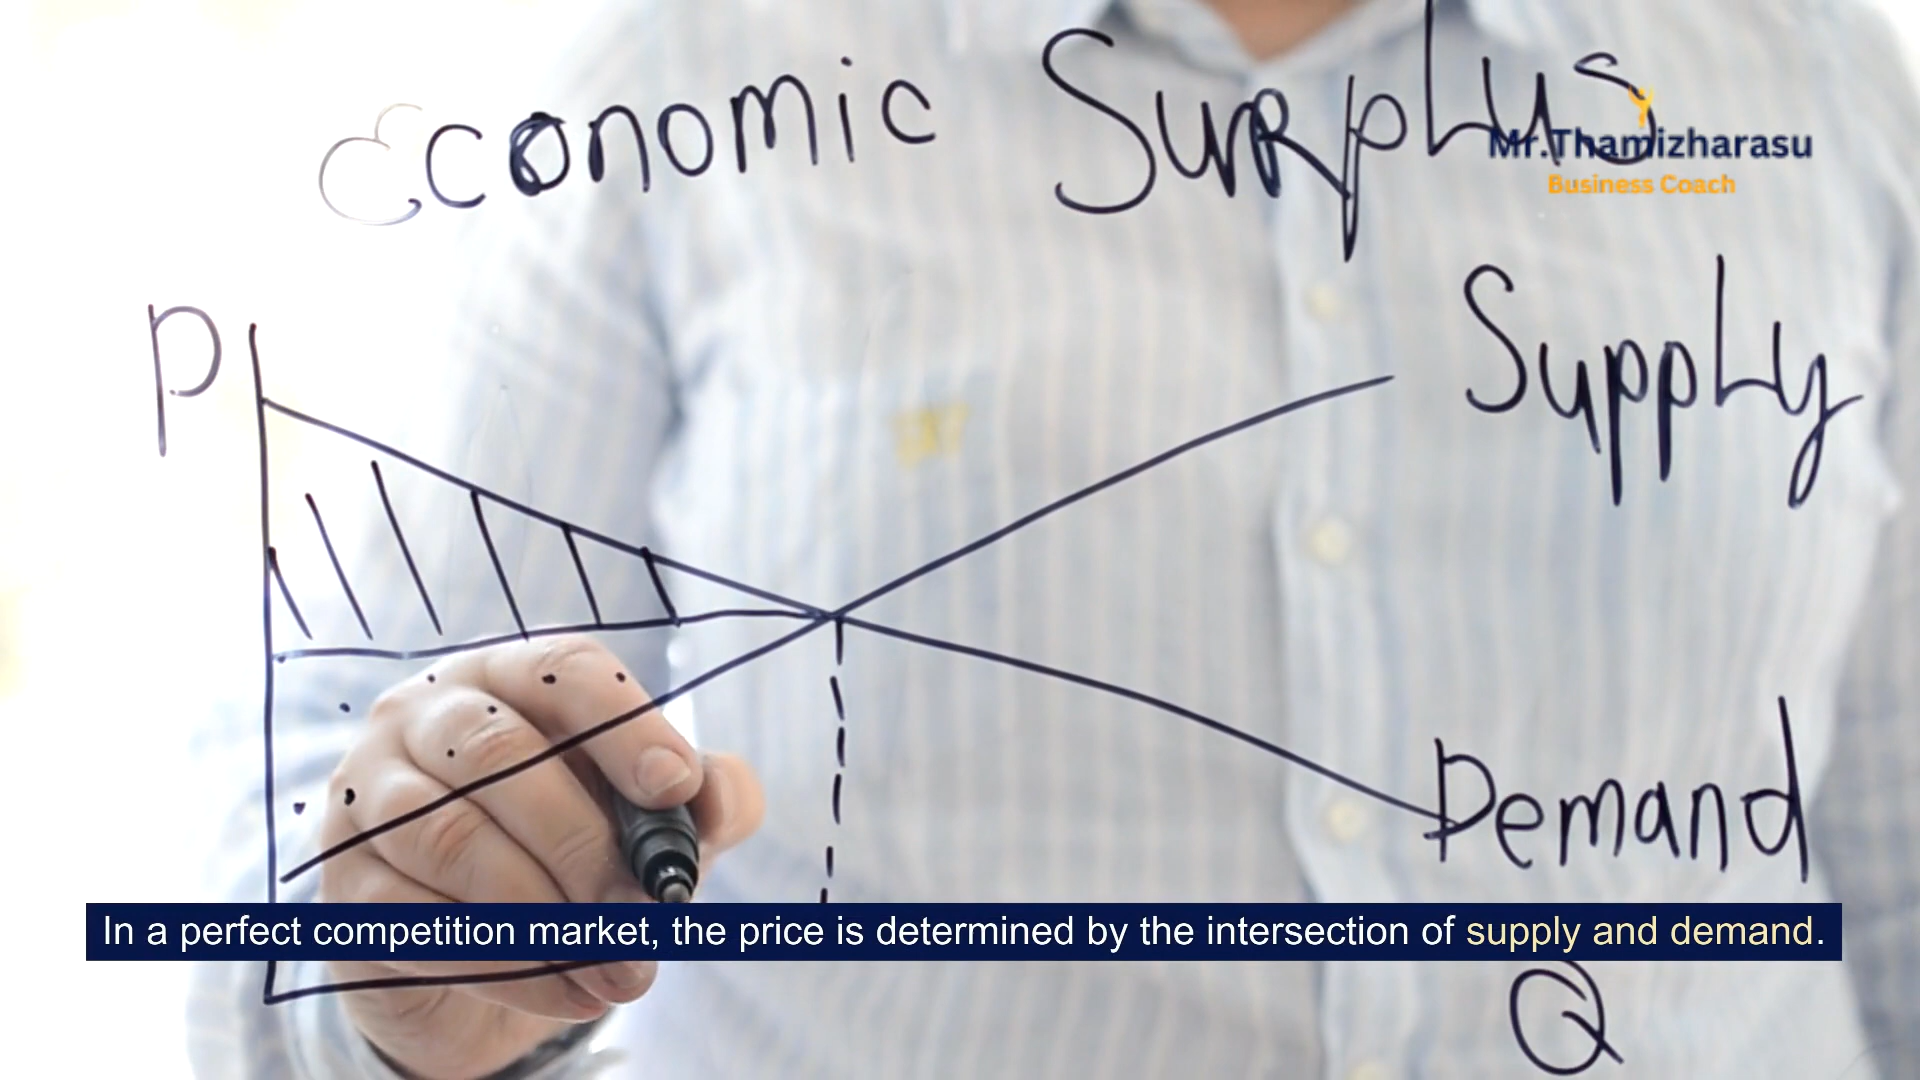 Economic Surplus
Mr.Thamizharasu
Business Coach
P
Supply
Demand
In a perfect competition market, the price is determined by the intersection of supply and demand.
Q